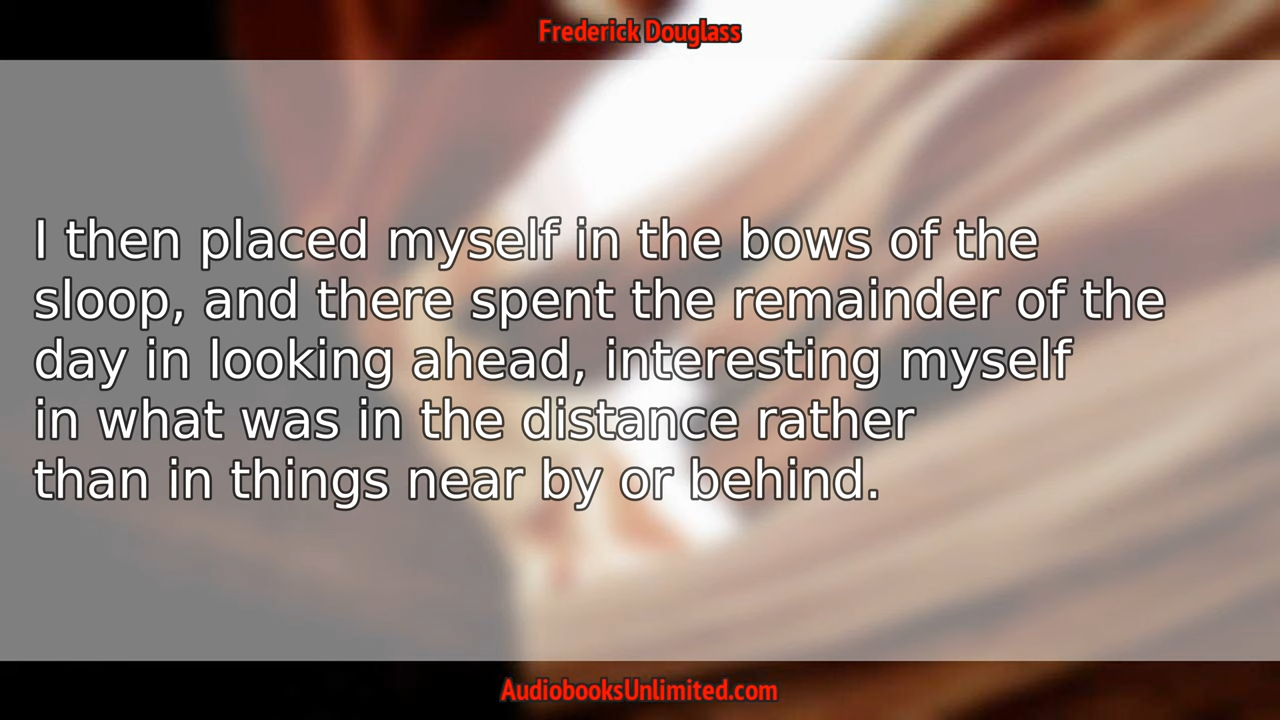 Frederick Douglass
I then placed myself in the bows of the
sloop, and there spent the remainder of the
day in looking ahead, interesting myself
in what was in the distance rather
than in things near by or behind.
AudiobooksUnlimited.com